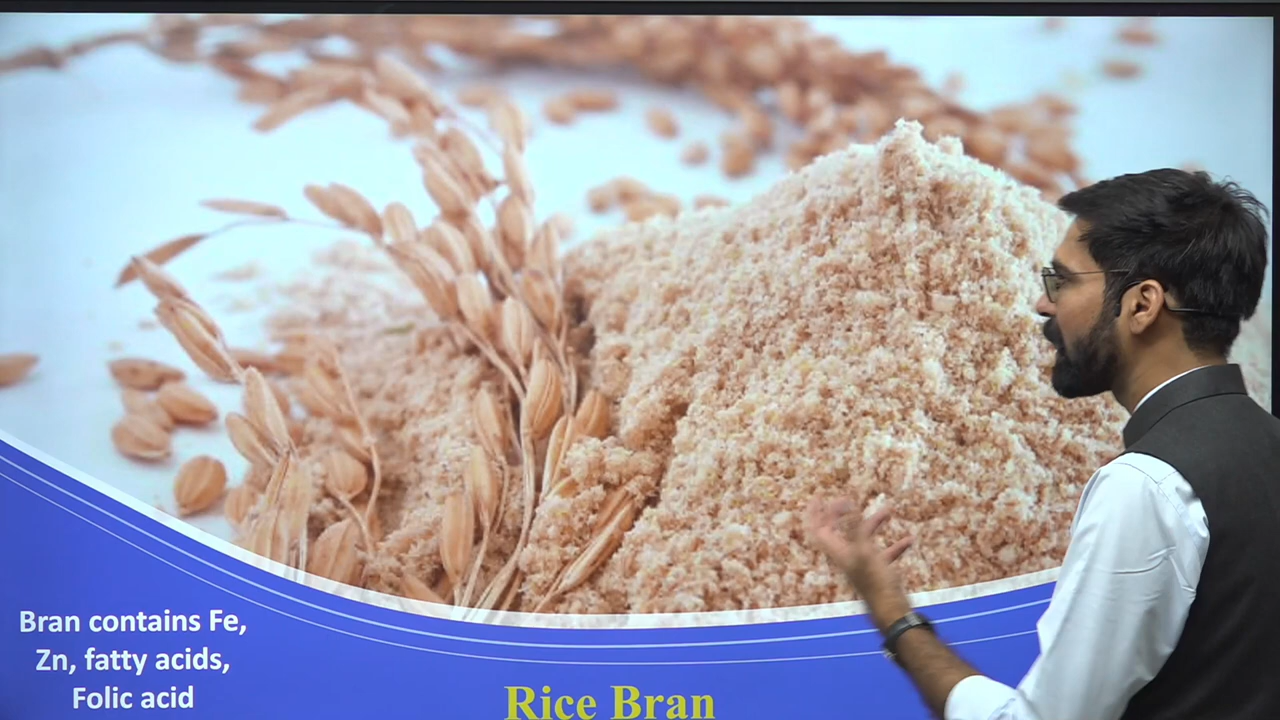 Bran contains Fe,
Zn, fatty acids,
Folic acid
Rice Bran